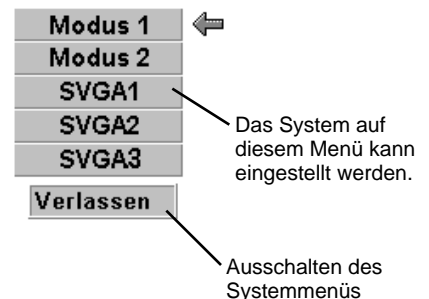 Modus 1
Modus 2
SVGA1
SVGA2
SVGA3
Verlassen
Das System auf
diesem Menü kann
eingestellt werden.
Ausschalten des
Systemmenüs